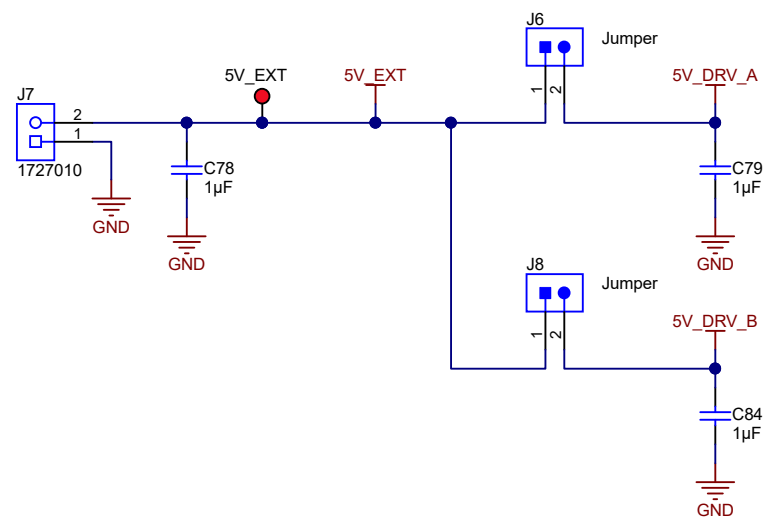 J6
Jumper
5V_EXT
5V_EXT
5V_DRV_A
J7
1
2
2
1
1727010
C78
1µF
C79
1µF
GND
GND
GND
J8
Jumper
1
2
5V_DRV_B
C84
1µF
GND